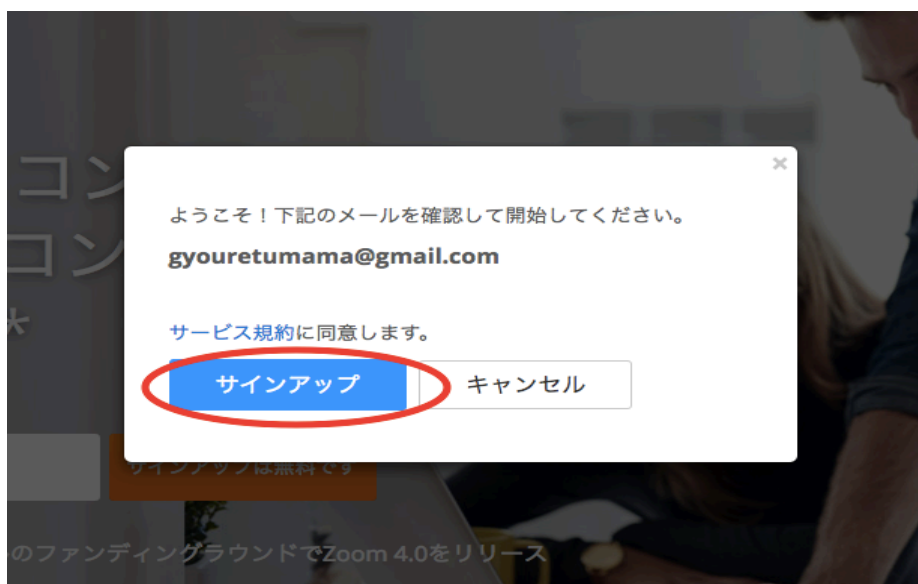 コン
コン
*
ようこそ！下記のメールを確認して開始してください。
gyouretumama@gmail.com
サービス規約に同意します。
サインアップ
キャンセル
サインアップは無料です
のファンディングラウンドでZoom 4.0をリリース